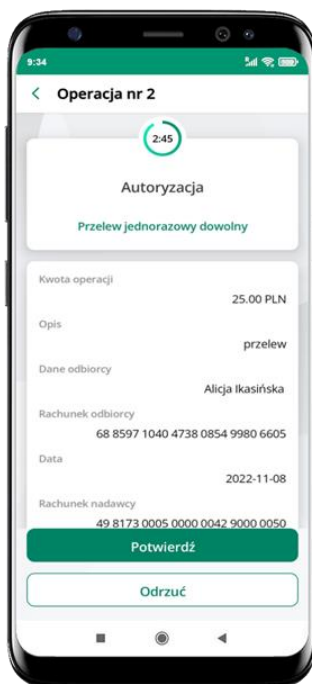 9:34
Operacja nr 2
2:45
Autoryzacja
Przelew jednorazowy dowolny
Kwota operacji
25.00 PLN
Opis
przelew
Dane odbiorcy
Alicja Ikasińska
Rachunek odbiorcy
68 8597 1040 4738 0854 9980 6605
Data
2022-11-08
Rachunek nadawcy
49 8173 0005 0000 0042 9000 0050
Potwierdź
Odrzuć